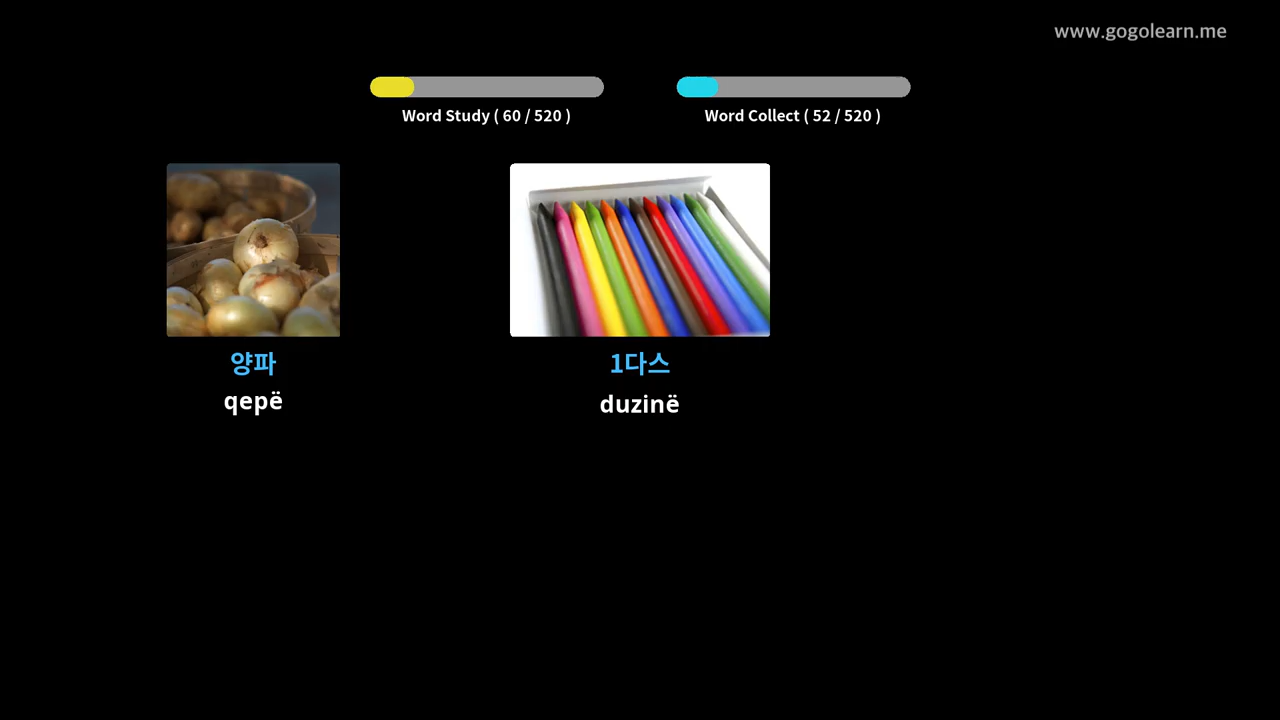 www.gogolearn.me
Word Study ( 60 / 520 )
Word Collect ( 52 / 520 )
양파
qepë
1다스
duzinë